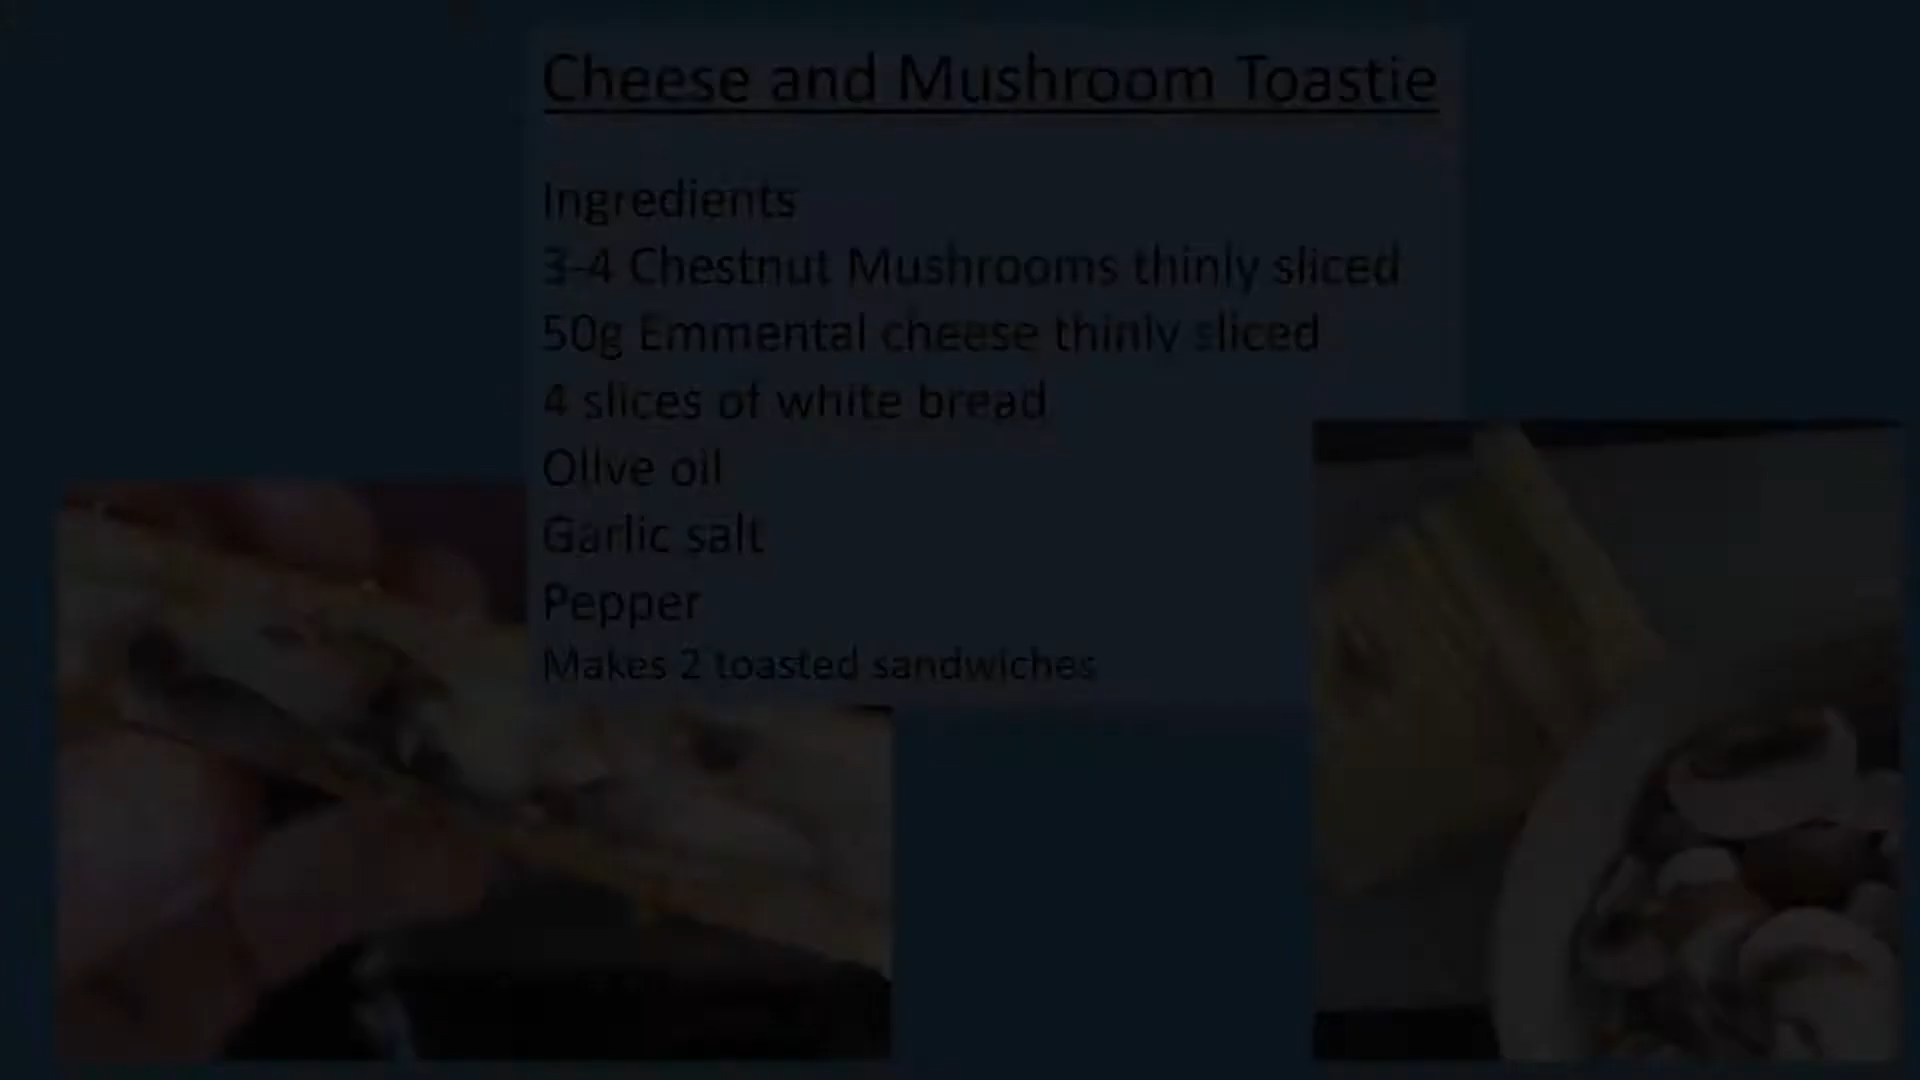 Cheese and Mushroom Toastie
Ingredients
3-4 Chestnut Mushrooms thinly sliced
50g Emmental cheese thinly sliced
4 slices of white bread
Olive oil
Garlic salt
Pepper
Makes 2 toasted sandwiches